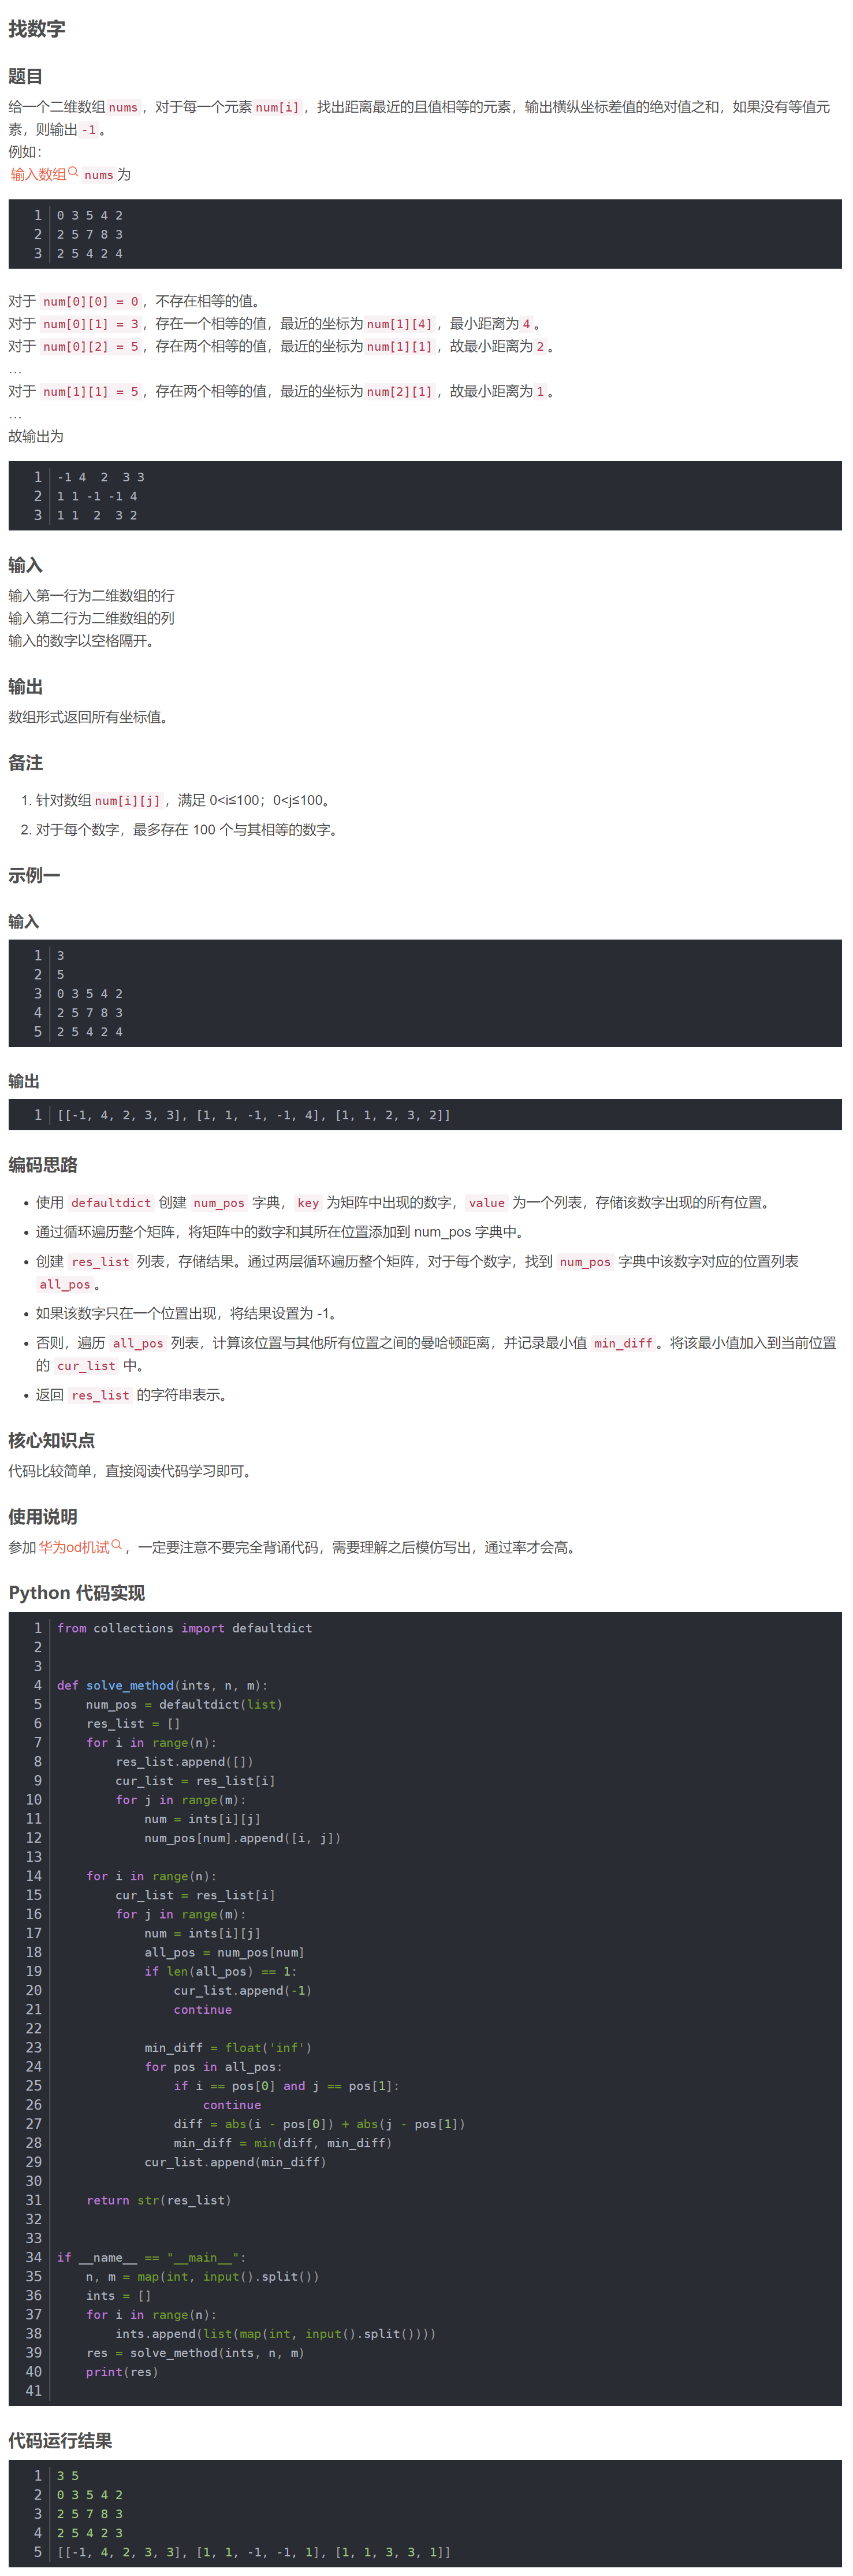 找数字
题目
给一个二维数组nums，对于每一个元素num[i]，找出距离最近的且值相等的元素，输出横纵坐标差值的绝对值之和，如果没有等值元
素，则输出-1。
例如：
输入数组 nums为
1 0 3 5 4 2
2 2 5 7 8 3
3 2 5 4 2 4
对于 num[0][0] = 0，不存在相等的值。
对于 num[0][1] = 3，存在一个相等的值，最近的坐标为num[1][4]，最小距离为4。
对于 num[0][2] = 5，存在两个相等的值，最近的坐标为num[1][1]，故最小距离为2。
…
对于 num[1][1] = 5，存在两个相等的值，最近的坐标为num[2][1]，故最小距离为1。
…
故输出为
1 -1 4  2  3 3
2 1 1 -1 -1 4
3 1 1  2  3 2
输入
输入第一行为二维数组的行
输入第二行为二维数组的列
输入的数字以空格隔开。
输出
数组形式返回所有坐标值。
备注
1. 针对数组num[i][j]，满足 0<i≤100；0<j≤100。
2. 对于每个数字，最多存在 100 个与其相等的数字。
示例一
输入
1 3
2 5
3 0 3 5 4 2
4 2 5 7 8 3
5 2 5 4 2 4
输出
1 [[-1, 4, 2, 3, 3], [1, 1, -1, -1, 4], [1, 1, 2, 3, 2]]
编码思路
• 使用 defaultdict 创建 num_pos 字典，key 为矩阵中出现的数字，value 为一个列表，存储该数字出现的所有位置。
• 通过循环遍历整个矩阵，将矩阵中的数字和其所在位置添加到 num_pos 字典中。
• 创建 res_list 列表，存储结果。通过两层循环遍历整个矩阵，对于每个数字，找到 num_pos 字典中该数字对应的位置列表
all_pos。
• 如果该数字只在一个位置出现，将结果设置为 -1。
• 否则，遍历 all_pos 列表，计算该位置与其他所有位置之间的曼哈顿距离，并记录最小值 min_diff。将该最小值加入到当前位置
的 cur_list 中。
• 返回 res_list 的字符串表示。
核心知识点
代码比较简单，直接阅读代码学习即可。
使用说明
参加华为od机试，一定要注意不要完全背诵代码，需要理解之后模仿写出，通过率才会高。
Python 代码实现
1 from collections import defaultdict
2
3
4 def solve_method(ints, n, m):
5     num_pos = defaultdict(list)
6     res_list = []
7     for i in range(n):
8         res_list.append([])
9         cur_list = res_list[i]
10         for j in range(m):
11             num = ints[i][j]
12             num_pos[num].append([i, j])
13
14     for i in range(n):
15         cur_list = res_list[i]
16         for j in range(m):
17             num = ints[i][j]
18             all_pos = num_pos[num]
19             if len(all_pos) == 1:
20                 cur_list.append(-1)
21                 continue
22
23             min_diff = float('inf')
24             for pos in all_pos:
25                 if i == pos[0] and j == pos[1]:
26                     continue
27                 diff = abs(i - pos[0]) + abs(j - pos[1])
28                 min_diff = min(diff, min_diff)
29             cur_list.append(min_diff)
30
31     return str(res_list)
32
33
34 if __name__ == "__main__":
35     n, m = map(int, input().split())
36     ints = []
37     for i in range(n):
38         ints.append(list(map(int, input().split())))
39     res = solve_method(ints, n, m)
40     print(res)
41
代码运行结果
1 3 5
2 0 3 5 4 2
3 2 5 7 8 3
4 2 5 4 2 3
5 [[-1, 4, 2, 3, 3], [1, 1, -1, -1, 1], [1, 1, 3, 3, 1]]